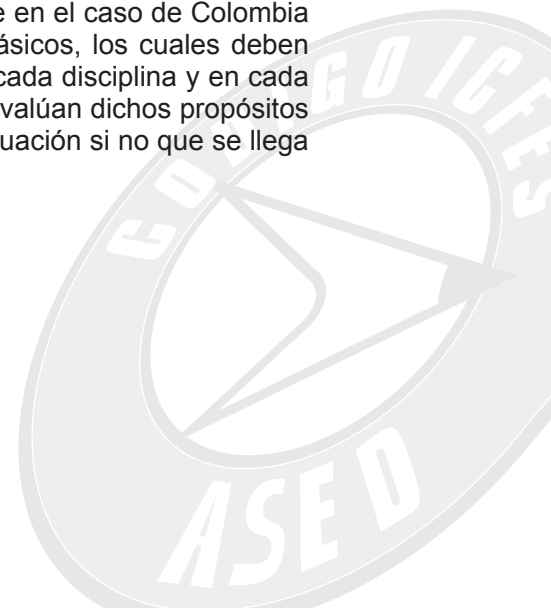 e en el caso de Colombia
ásicos, los cuales deben
cada disciplina y en cada
valúan dichos propósitos
uación si no que se llega
CODIGO ICFES
ASED